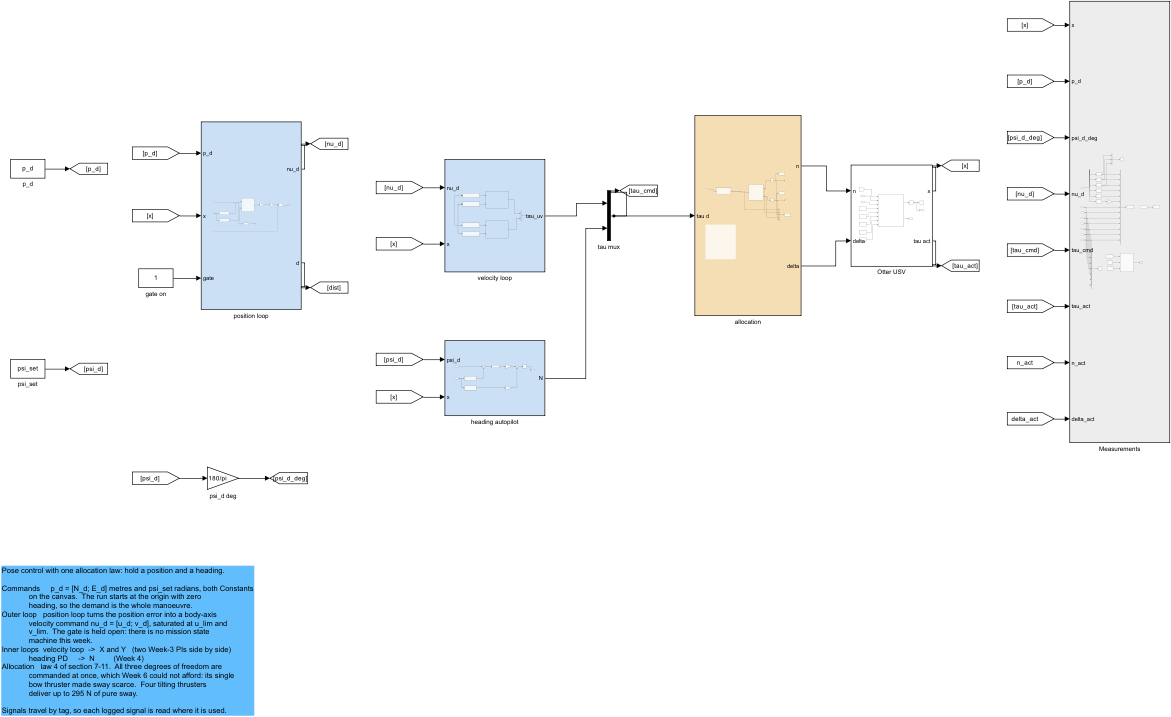 [x]
x
[p_d]
p_d
[psi_d_deg]
psi_d_deg
[nu_d]
nu_d
[tau_cmd]
tau_cmd
[tau_act]
tau_act
n_act
n_act
delta_act
delta_act
Measurements
p_d
p_d
[p_d]
[p_d]
p_d
[x]
x
1
gate on
gate
nu_d
[nu_d]
d
[dist]
position loop
psi_set
psi_set
[psi_d]
[nu_d]
nu_d
[x]
x
tau_uv
velocity loop
[psi_d]
psi_d
[x]
x
N
heading autopilot
[tau_cmd]
tau mux
tau d
n
delta
allocation
n
delta
x
tau act
Otter USV
[x]
[tau_act]
[psi_d]
180/pi
psi_d deg
[psi_d_deg]
Pose control with one allocation law: hold a position and a heading.
Commands p_d = [N_d; E_d] metres and psi_set radians, both Constants
on the canvas. The run starts at the origin with zero
heading, so the demand is the whole manoeuvre.
Outer loop position loop turns the position error into a body-axis
velocity command nu_d = [u_d; v_d], saturated at u_lim and
v_lim. The gate is held open: there is no mission state
machine this week.
Inner loops velocity loop -> X and Y (two Week-3 PIs side by side)
heading PD -> N (Week 4)
Allocation law 4 of section 7-11. All three degrees of freedom are
commanded at once, which Week 6 could not afford: its single
bow thruster made sway scarce. Four tilting thrusters
deliver up to 295 N of pure sway.
Signals travel by tag, so each logged signal is read where it is used.